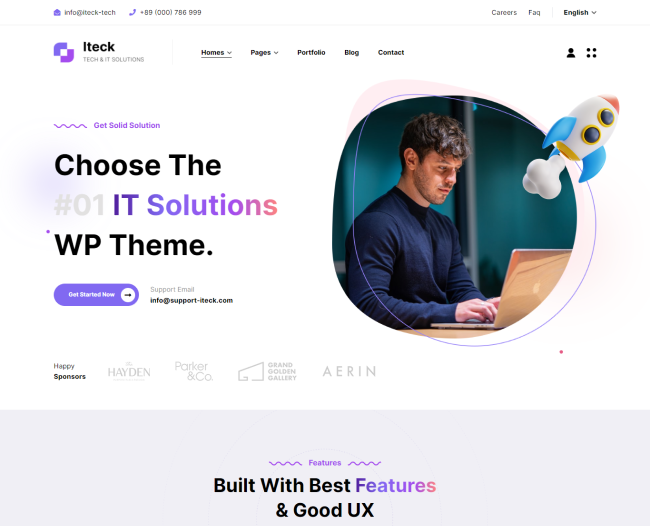 info@iteck-tech
+89 (000) 786 999
Careers
Faq
English
Iteck
TECH & IT SOLUTIONS
Homes
Pages
Portfolio
Blog
Contact
Get Solid Solution
Choose The
#01 IT Solutions
WP Theme.
Get Started Now
Support Email
info@support-iteck.com
Happy
Sponsors
The
HAYDEN
Parker
&Co.
GRAND
GOLDEN
GALLERY
AERIN
Features
Built With Best Features
& Good UX